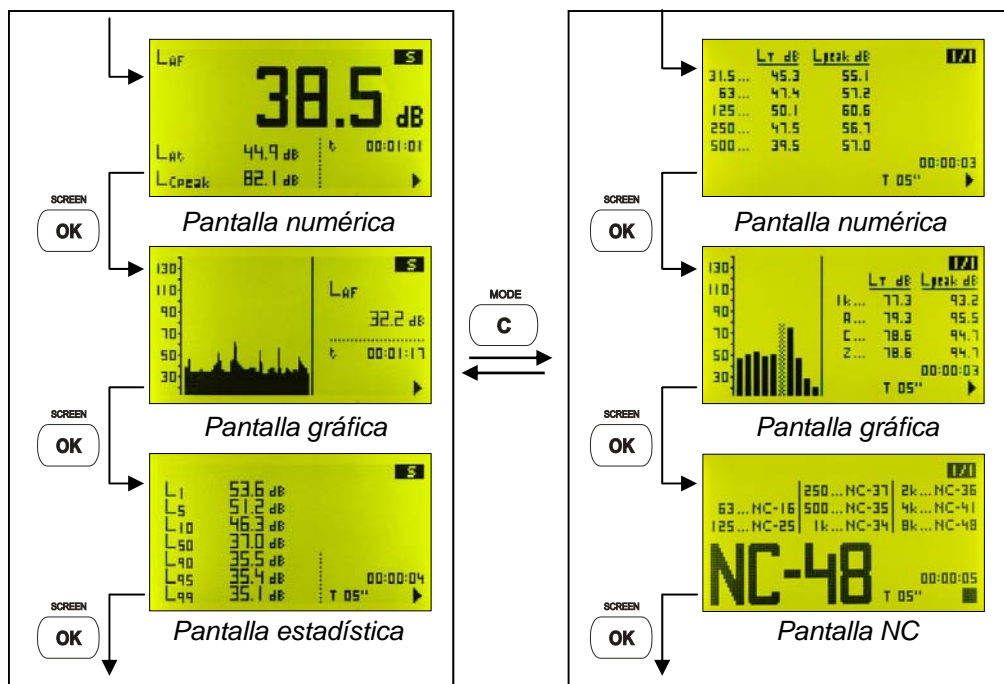 LAF S
38.5 dB
LAt 44.9 dB t 00:01:01
LCpeak 82.1 dB
Pantalla numérica
SCREEN
OK
S
130
110
90
70
50
30
LAF
32.2 dB
t 00:01:17
Pantalla gráfica
SCREEN
OK
S
L1 53.6 dB
L5 51.2 dB
L10 46.3 dB
L50 37.0 dB
L90 35.5 dB
L95 35.4 dB 00:00:04
L99 35.1 dB T 05"
Pantalla estadística
SCREEN
OK
MODE
C
LT dB Lpeak dB 1/1
31.5... 45.3 55.1
63... 47.4 57.2
125... 50.1 60.6
250... 47.5 56.7
500... 39.5 57.0
00:00:03
T 05"
Pantalla numérica
SCREEN
OK
1/1
130
110
90
70
50
30
LT dB Lpeak dB
1k... 77.3 93.2
A... 79.3 95.5
C... 78.6 94.7
Z... 78.6 94.7
00:00:03
T 05"
Pantalla gráfica
SCREEN
OK
1/1
250...NC-37 2k...NC-36
63...NC-16 500...NC-35 4k...NC-41
125...NC-25 1k...NC-34 8k...NC-48
NC-48
00:00:05
T 05"
Pantalla NC
SCREEN
OK